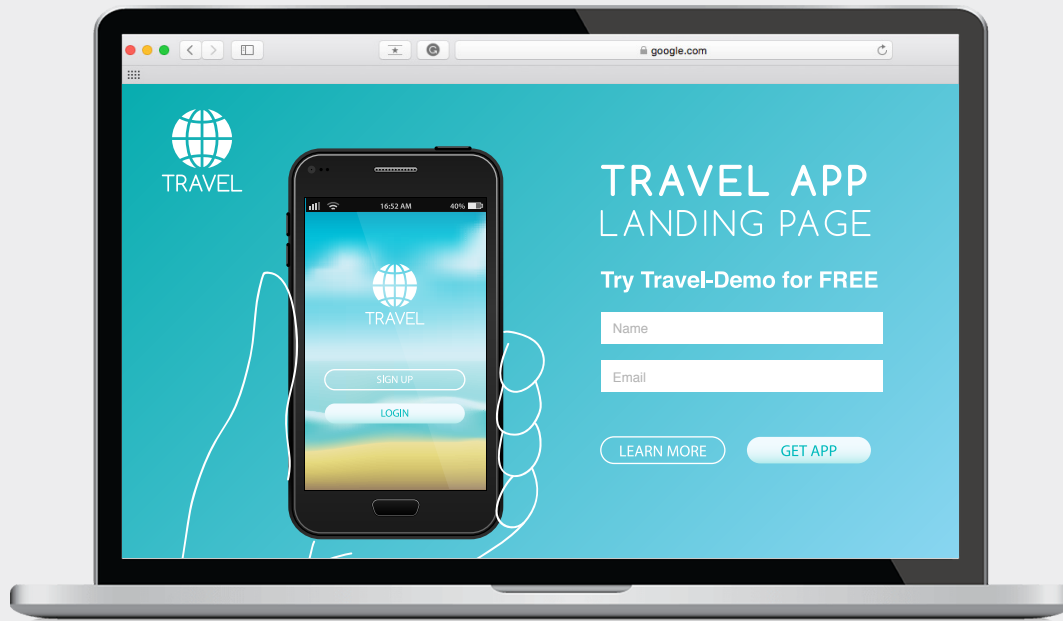 google.com
TRAVEL
16:52 AM 40%
TRAVEL
SIGN UP
LOGIN
TRAVEL APP
LANDING PAGE
Try Travel-Demo for FREE
Name
Email
LEARN MORE GET APP